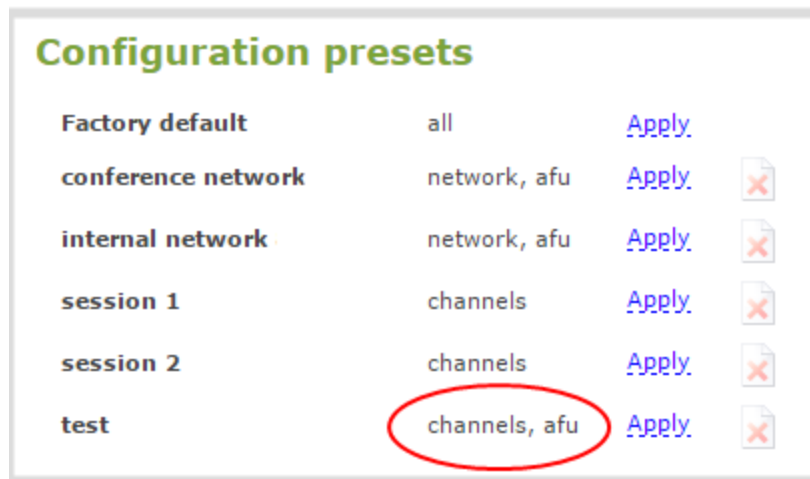 Configuration presets
Factory default all Apply
conference network network, afu Apply
internal network network, afu Apply
session 1 channels Apply
session 2 channels Apply
test channels, afu Apply